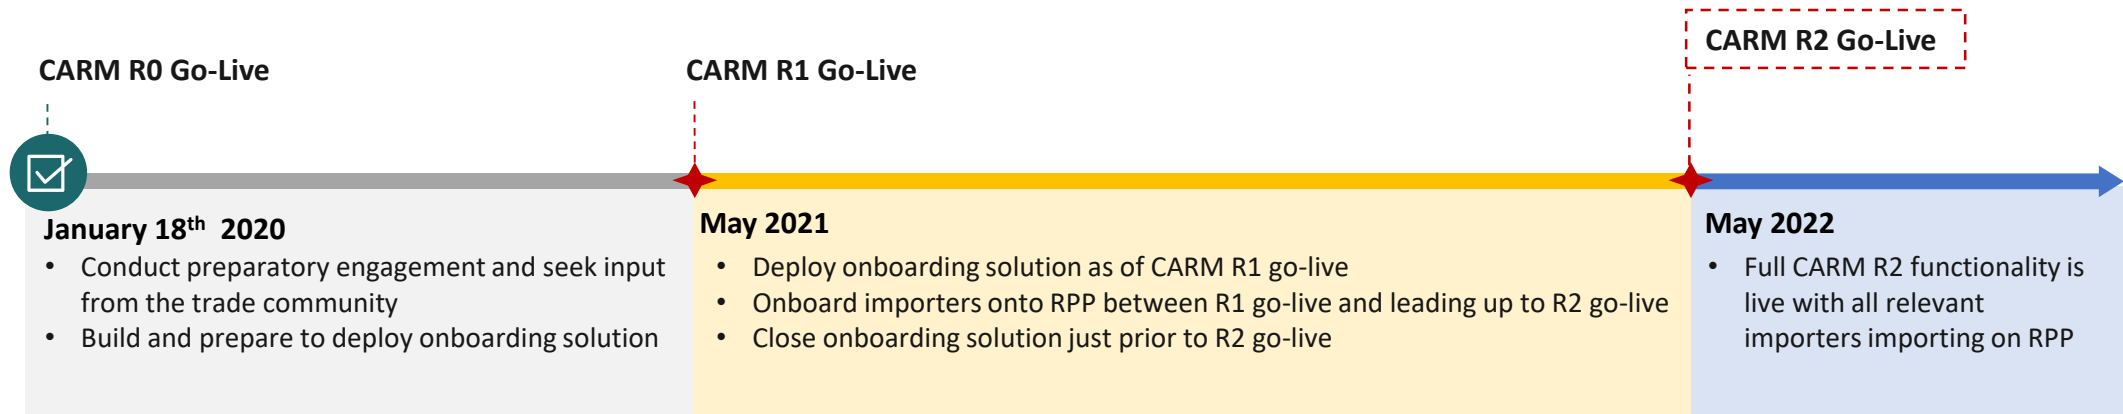 CARM R0 Go-Live
CARM R1 Go-Live
CARM R2 Go-Live
January 18th 2020
• Conduct preparatory engagement and seek input
from the trade community
• Build and prepare to deploy onboarding solution
May 2021
• Deploy onboarding solution as of CARM R1 go-live
• Onboard importers onto RPP between R1 go-live and leading up to R2 go-live
• Close onboarding solution just prior to R2 go-live
May 2022
• Full CARM R2 functionality is
live with all relevant
importers importing on RPP